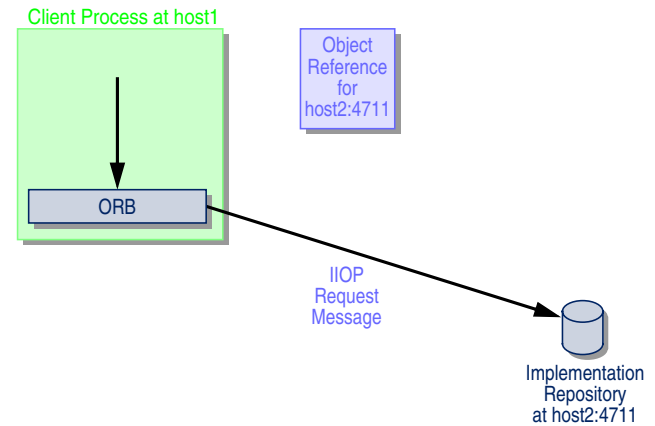 Client Process at host1
Object
Reference
for
host2:4711
ORB
IIOP
Request
Message
Implementation
Repository
at host2:4711